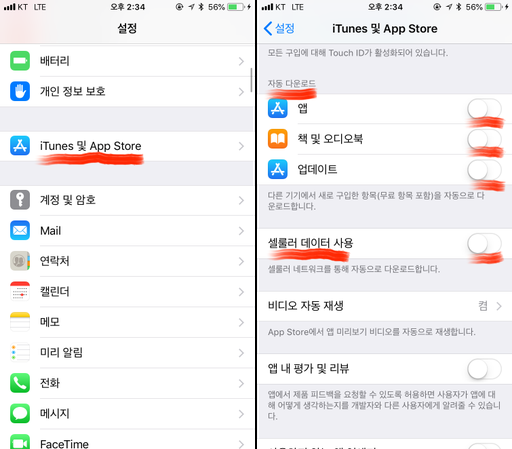 KT LTE 오후 2:34 56%
설정
배터리
개인 정보 보호
iTunes 및 App Store
계정 및 암호
Mail
연락처
캘린더
메모
미리 알림
전화
메시지
FaceTime
KT LTE 오후 2:34 56%
설정 iTunes 및 App Store
모든 구입에 대해 Touch ID가 활성화되어 있습니다.
자동 다운로드
앱
책 및 오디오북
업데이트
다른 기기에서 새로 구입한 항목(무료 항목 포함)을 자동으로 다
운로드합니다.
셀룰러 데이터 사용
셀룰러 네트워크를 통해 자동으로 다운로드합니다.
비디오 자동 재생 켬
App Store에서 앱 미리보기 비디오를 자동으로 재생합니다.
앱 내 평가 및 리뷰
앱에서 제품 피드백을 요청할 수 있도록 허용하면 사용자가 앱에 대
해 어떻게 생각하는지를 개발자와 다른 사용자에게 알려줄 수 있습니
다.